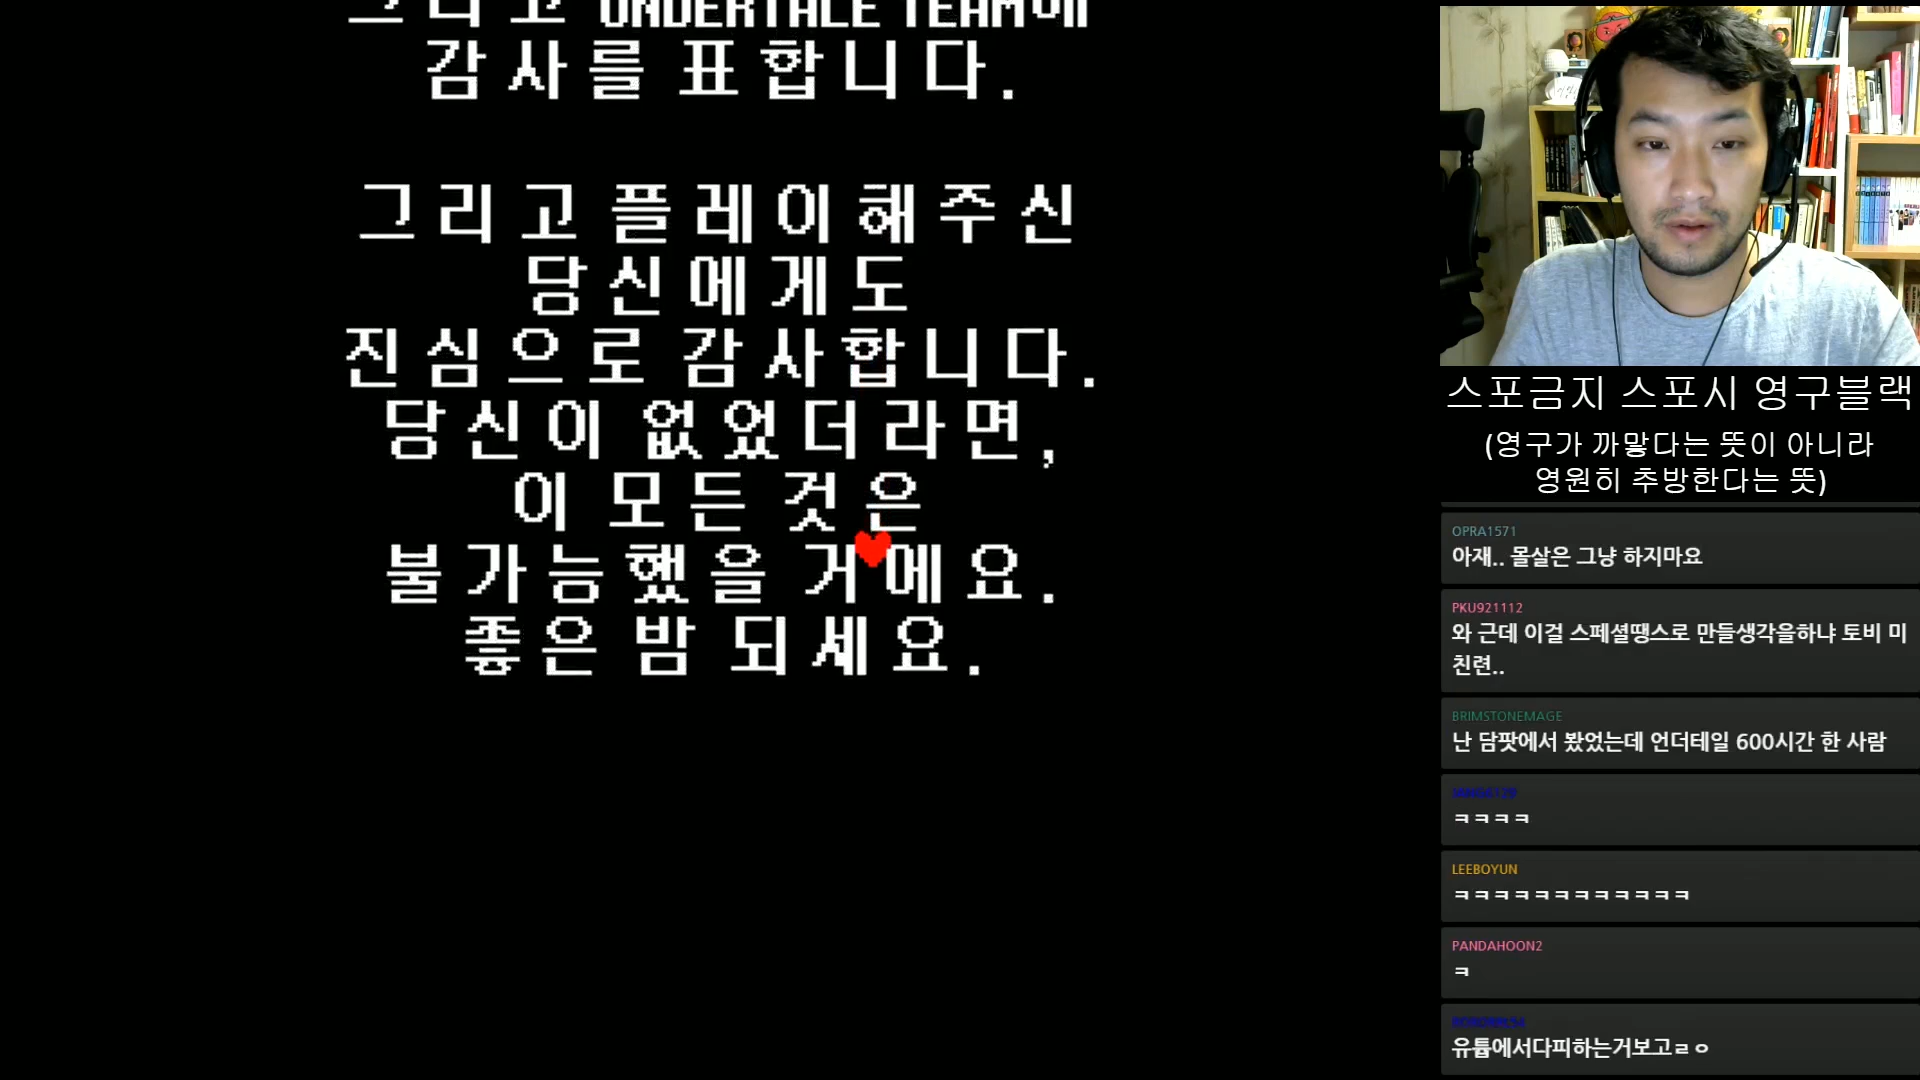 그리고 UNDERTALE TEAM에
감사를 표합니다.
그리고 플레이해주신
당신에게도
진심으로 감사합니다.
당신이 없었더라면,
이 모든 것은
불가능했을 거에요.
좋은 밤 되세요.
스포금지 스포시 영구블랙
(영구가 까맣다는 뜻이 아니라
영원히 추방한다는 뜻)
OPRA1571
아재.. 몰살은 그냥 하지마요
PKU921112
와 근데 이걸 스페셜땡스로 만들생각을하냐 토비 미
친련..
BRIMSTONEMAGE
난 담팟에서 봤었는데 언더테일 600시간 한 사람
ㅋㅋㅋㅋ
LEEBOYUN
ㅋㅋㅋㅋㅋㅋㅋㅋㅋㅋㅋㅋ
PANDAHOON2
ㅋ
유튭에서다피하는거보고ㄹㅇ